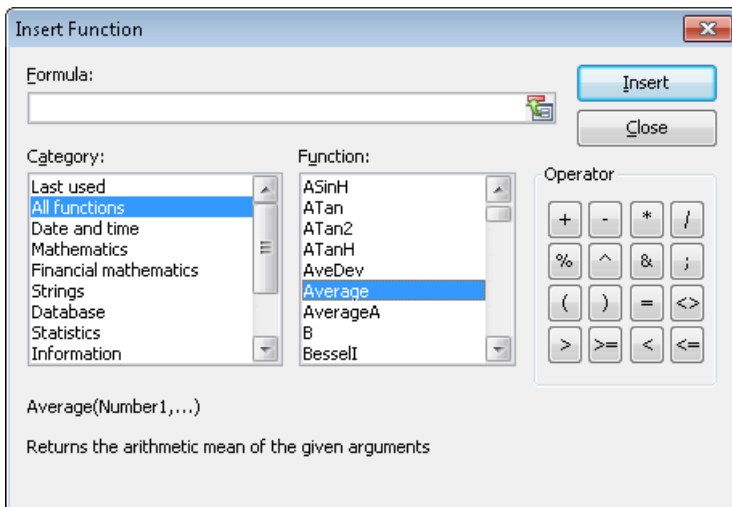 Insert Function
Formula:
Insert
Close
Category:
Last used
All functions
Date and time
Mathematics
Financial mathematics
Strings
Database
Statistics
Information
Function:
ASinH
ATan
ATan2
ATanH
AveDev
Average
AverageA
B
BesselI
Operator
+ - * /
% ^ & ;
( ) = <>
> >= < <=
Average(Number1,...)
Returns the arithmetic mean of the given arguments